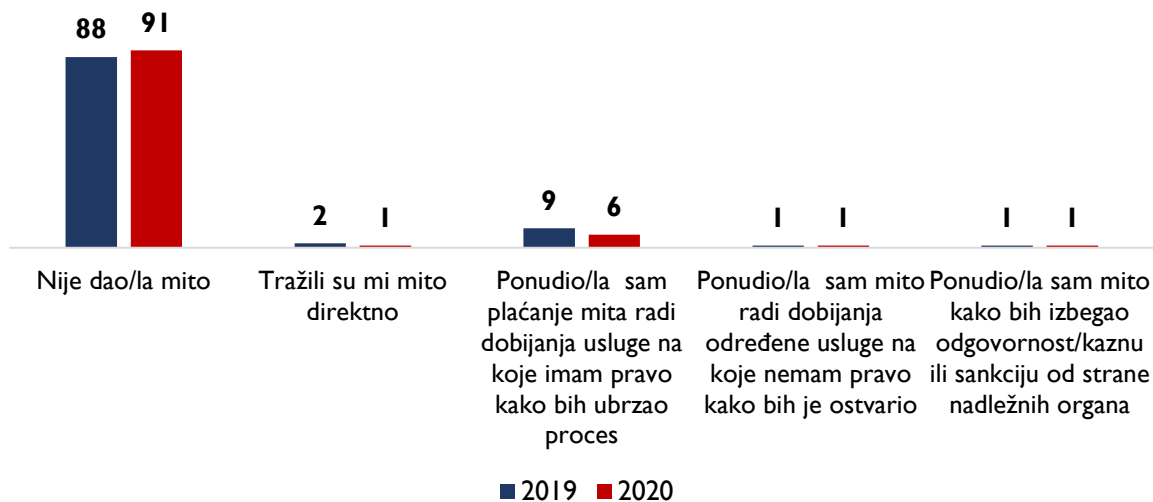 88 91
2 1
9 6
1 1
1 1
Nije dao/la mito
Tražili su mi mito
direktno
Ponudio/la sam
plaćanje mita radi
dobijanja usluge na
koje imam pravo
kako bih ubrzao
proces
Ponudio/la sam mito
radi dobijanja
određene usluge na
koje nemam pravo
kako bih je ostvario
Ponudio/la sam mito
kako bih izbegao
odgovornost/kaznu
ili sankciju od strane
nadležnih organa
2019 2020